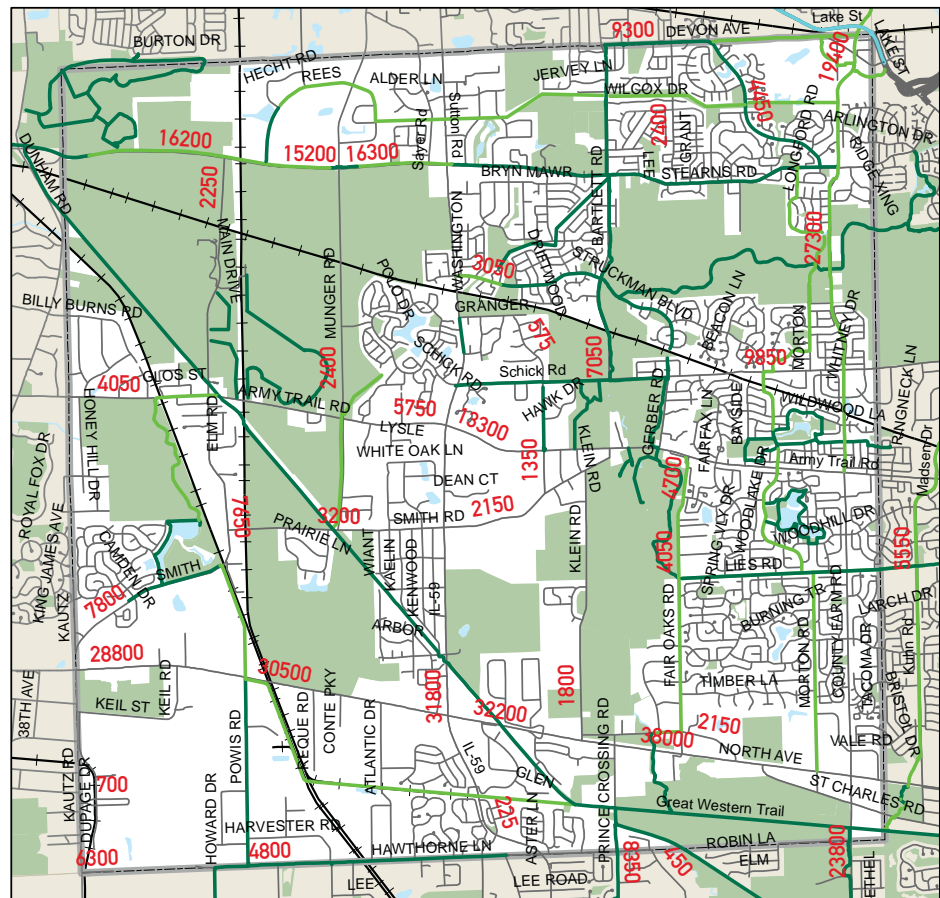 Lake St
9300
DEVON AVE
BURTON DR
LAKE ST
HECHT RD
REES
ALDER LN
JERVEY LN
19400
WILCOX DR
4450
Sayer Rd
Sutton Rd
2400
GRANT
LONGFORD RD
ARLINGTON DR
16200
15200
16300
BRYN MAWR
BARTLETT RD
LEE
STEARNS RD
RIDGE XING
DUNHAM RD
2250
MAIN DRIVE
WASHINGTON
DRIFTWOOD
27300
3050
STRUCKMAN BLVD
BILLY BURNS RD
MUNGER RD
POLO DR
GRANGER
BEACON LN
MORTON
WHITNEY DR
575
7050
9850
RANGNECK LN
4050
GLOS ST
2400
SCHICK RD
Schick Rd
HONEY HILL DR
ARMY TRAIL RD
5750
18300
HAWK DR
GERBER RD
FAIRFAX LN
BAYSIDE
WILDWOOD LA
ELM RD
LYSLE
KLEIN RD
WHITE OAK LN
1350
Army Trail Rd
Madsen Dr
ROYAL FOX DR
DEAN CT
4700
SPRING VLY DR
WOODLAKE DR
7650
3200
SMITH RD
2150
WOODHILL DR
KING JAMES AVE
KAUTZ
CAMDEN DR
PRAIRIE LN
WIANT
KAELIN
KENWOOD
IL-59
KLEIN RD
4050
LIES RD
5550
SMITH
7800
BURNING TR
LARCH DR
ARBOR
FAIR OAKS RD
MORTON RD
COUNTY FARM RD
TACOMA DR
Kuhn Rd
28800
30500
31800
1800
TIMBER LA
BRISTOL DR
38TH AVE
KEIL RD
KEIL ST
CONTE PKY
ATLANTIC DR
32200
PRINCE CROSSING RD
2150
38000
NORTH AVE
VALE RD
POWIS RD
REQUE RD
IL-59
KAUTZ RD
DUPAGE DR
700
GLEN
ST CHARLES RD
HOWARD DR
225
ASTER LN
Great Western Trail
HARVESTER RD
8350
450
ROBIN LA
23800
6300
4800
HAWTHORNE LN
ELM
ETHEL
LEE
LEE ROAD